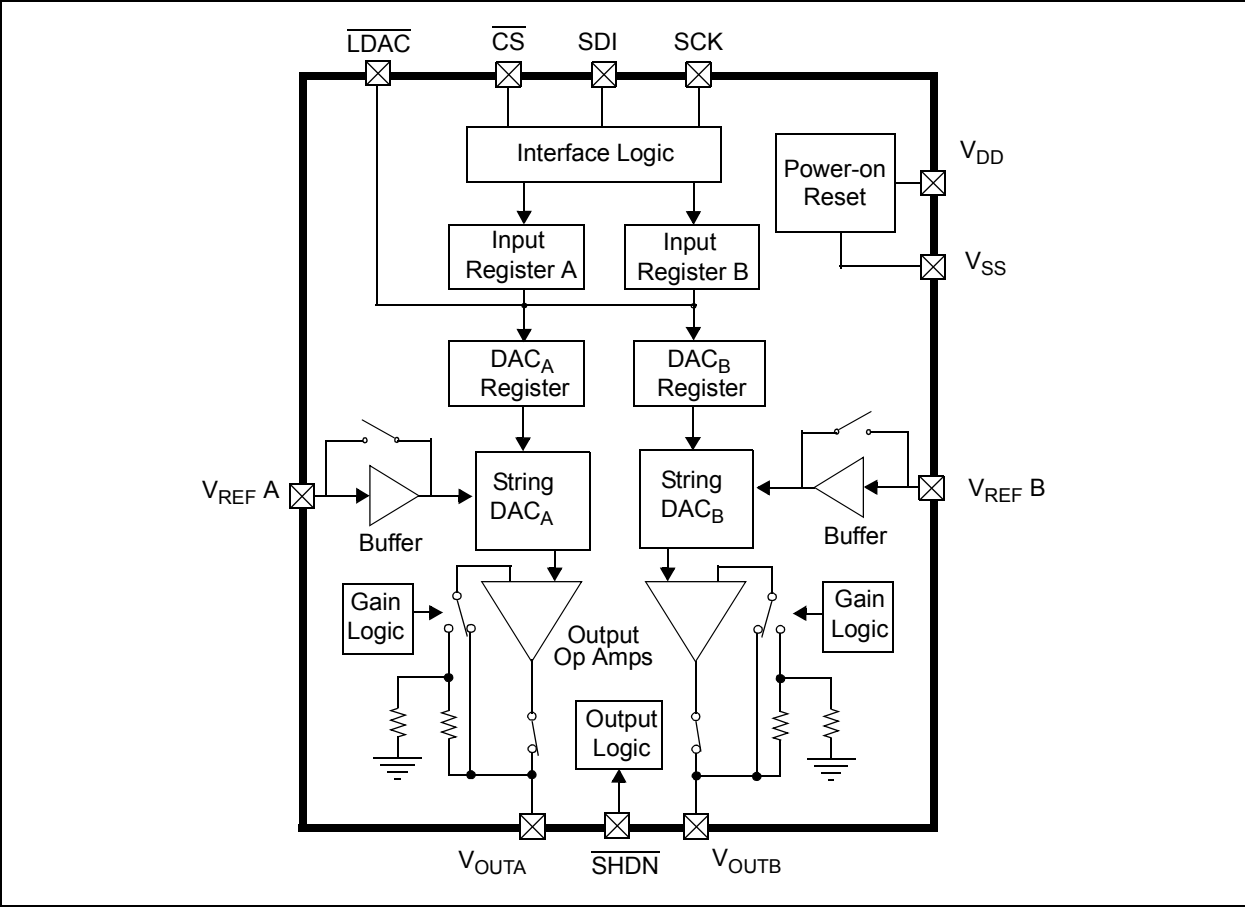 LDAC
CS
SDI
SCK
Interface Logic
Power-on
Reset
VDD
VSS
Input
Register A
Input
Register B
DACA
Register
DACB
Register
VREF A
Buffer
String
DACA
String
DACB
Buffer
VREF B
Gain
Logic
Output
Op Amps
Gain
Logic
Output
Logic
VOUTA
SHDN
VOUTB